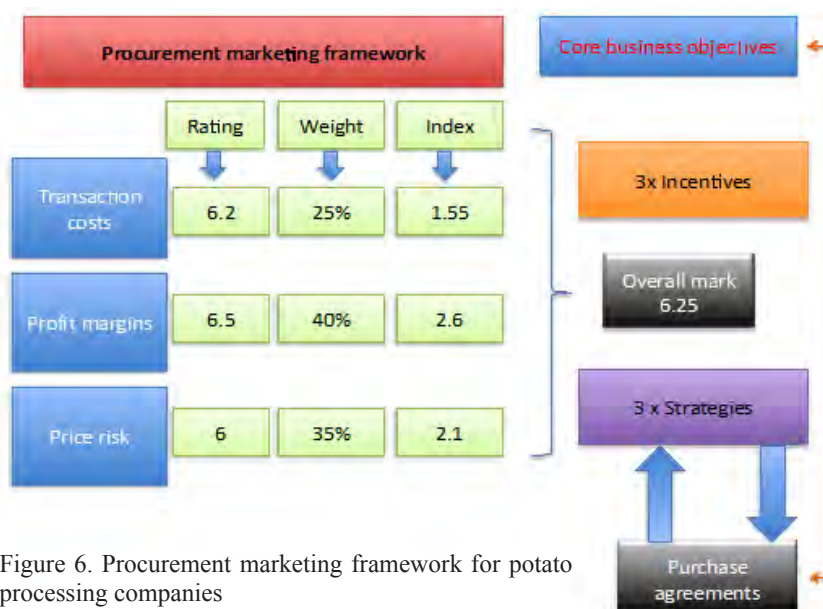 Procurement marketing framework
Core business objectives
Rating Weight Index
3x Incentives
Transaction
costs
6.2 25% 1.55
Overall mark
6.25
Profit margins 6.5 40% 2.6
3 x Strategies
Price risk 6 35% 2.1
Purchase
agreements
Figure 6. Procurement marketing framework for potato
processing companies